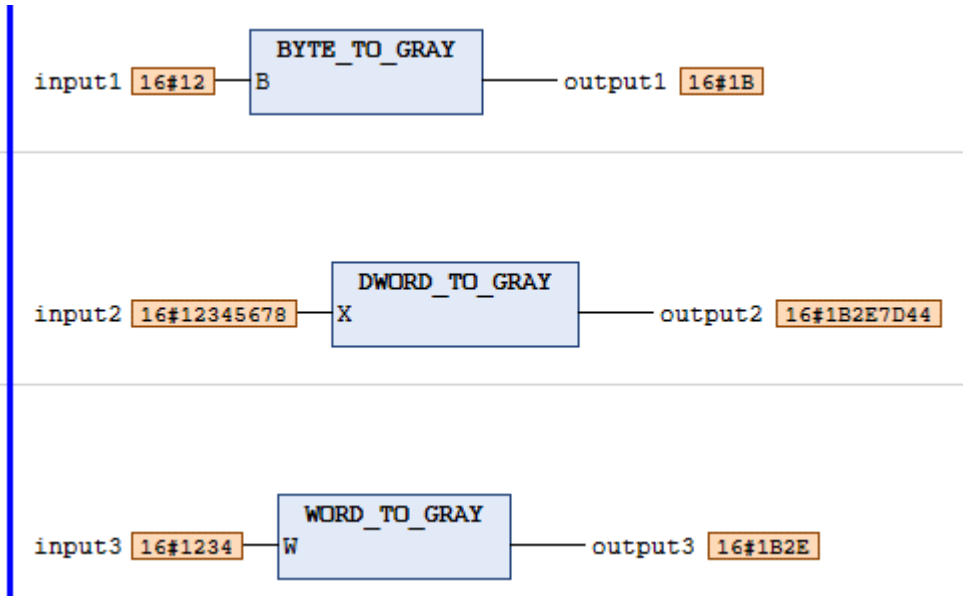 BYTE_TO_GRAY
input1 16#12 B output1 16#1B
DWORD_TO_GRAY
input2 16#12345678 X output2 16#1B2E7D44
WORD_TO_GRAY
input3 16#1234 W output3 16#1B2E